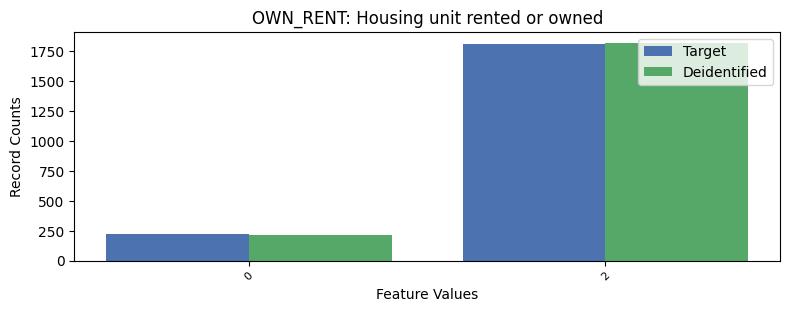 OWN_RENT: Housing unit rented or owned
Record Counts
1750
1500
1250
1000
750
500
250
0
Target
Deidentified
0
2
Feature Values